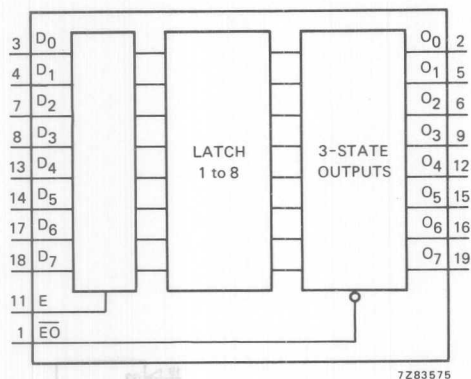 3 D0 O0 2
4 D1 O1 5
7 D2 O2 6
8 D3 O3 9
13 D4 LATCH 3-STATE O4 12
14 D5 1 to 8 OUTPUTS O5 15
17 D6 O6 16
18 D7 O7 19
11 E
1 E̅O̅
7Z83575